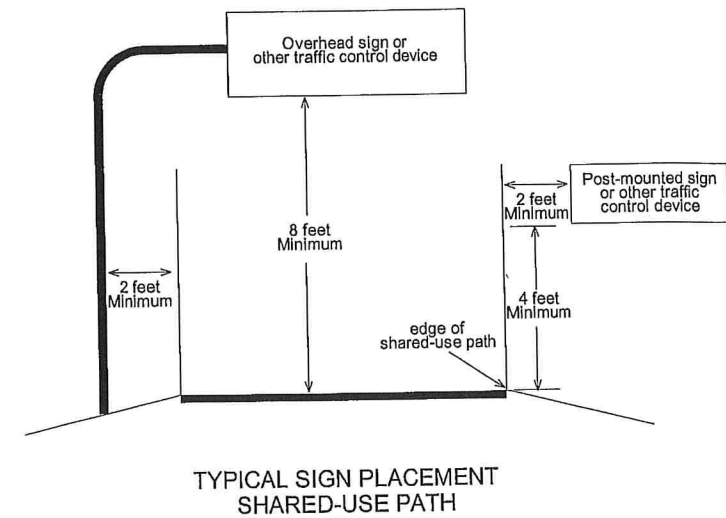 Overhead sign or
other traffic control device
Post-mounted sign
or other traffic
control device
2 feet
Minimum
8 feet
Minimum
2 feet
Minimum
4 feet
Minimum
edge of
shared-use path
TYPICAL SIGN PLACEMENT
SHARED-USE PATH